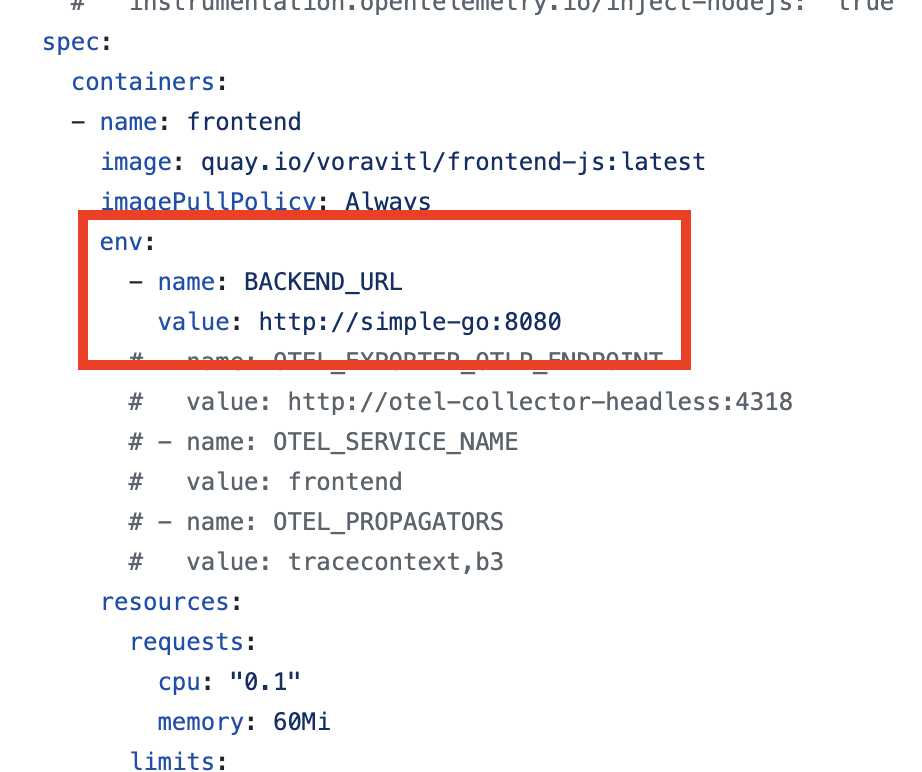 #   instrumentation.opentelemetry.io/inject-nodejs: "true"
spec:
containers:
- name: frontend
image: quay.io/voravitl/frontend-js:latest
imagePullPolicy: Always
env:
- name: BACKEND_URL
value: http://simple-go:8080
# - name: OTEL_EXPORTER_OTLP_ENDPOINT
#   value: http://otel-collector-headless:4318
# - name: OTEL_SERVICE_NAME
#   value: frontend
# - name: OTEL_PROPAGATORS
#   value: tracecontext,b3
resources:
requests:
cpu: "0.1"
memory: 60Mi
limits: